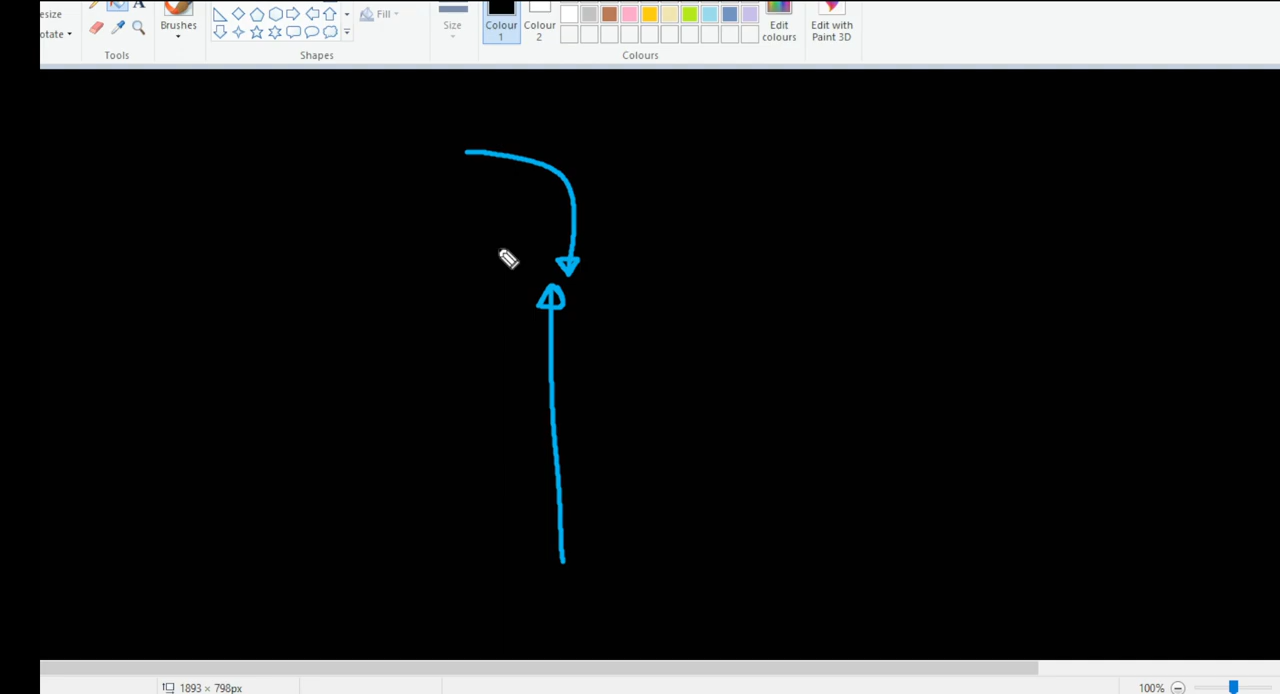 esize
otate
A
Tools
Brushes
Shapes
Fill
Size
Colour
1
Colour
2
Colours
Edit
colours
Edit with
Paint 3D
1893 × 798px
100%